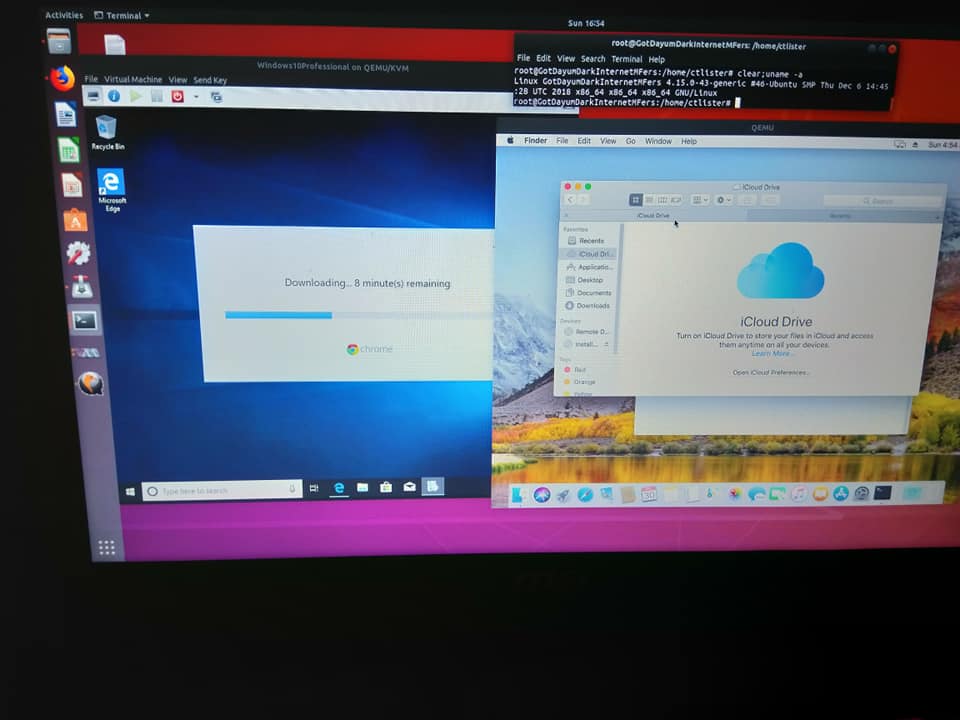 Activities
Terminal
Sun 16:54
root@GotDayumDarkInternetMFers: /home/ctlister
File Edit View Search Terminal Help
root@GotDayumDarkInternetMFers:/home/ctlister# clear;uname -a
Linux GotDayumDarkInternetMFers 4.15.0-43-generic #46-Ubuntu SMP Thu Dec 6 14:45
:28 UTC 2018 x86_64 x86_64 x86_64 GNU/Linux
root@GotDayumDarkInternetMFers:/home/ctlister#
Windows10Professional on QEMU/KVM
File Virtual Machine View Send Key
Recycle Bin
Microsoft
Edge
Downloading... 8 minute(s) remaining
chrome
Type here to search
QEMU
Finder File Edit View Go Window Help
Sun 4:54
iCloud Drive
Search
iCloud Drive
Recents
Favorites
Recents
iCloud Dri...
Applicatio...
Desktop
Documents
Downloads
Devices
Remote D...
Install...
Tags
Red
Orange
Yellow
iCloud Drive
Turn on iCloud Drive to store your files in iCloud and access
them anytime on all your devices.
Learn More...
Open iCloud Preferences...
30
msi